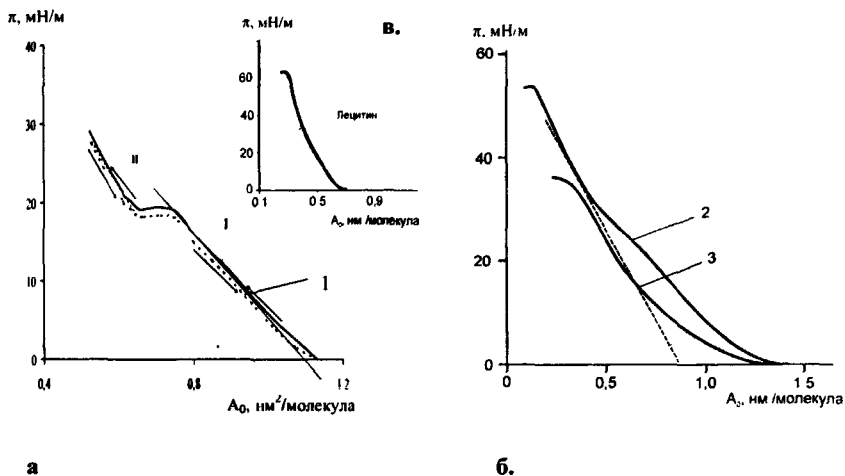 π, мН/м
40
30
20
10
0
0,4
0,8
1 2
A₀, нм²/молекула
II
I
I
а
π, мН/м
в.
60
40
20
0
0 1
0 5
0,9
Лецитин
A₀, нм /молекула
π, мН/м
60
40
20
0
0
0,5
1,0
1 5
2
3
A₀, нм /молекула
б.